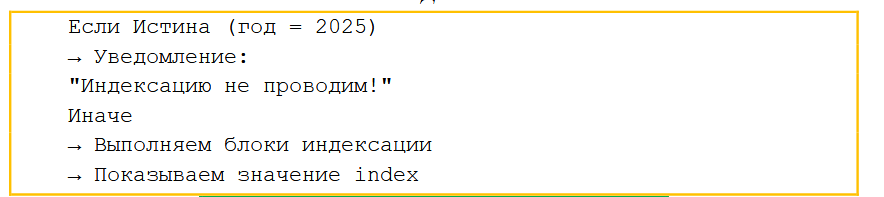 Если Истина (год = 2025)
→ Уведомление:
"Индексацию не проводим!"
Иначе
→ Выполняем блоки индексации
→ Показываем значение index